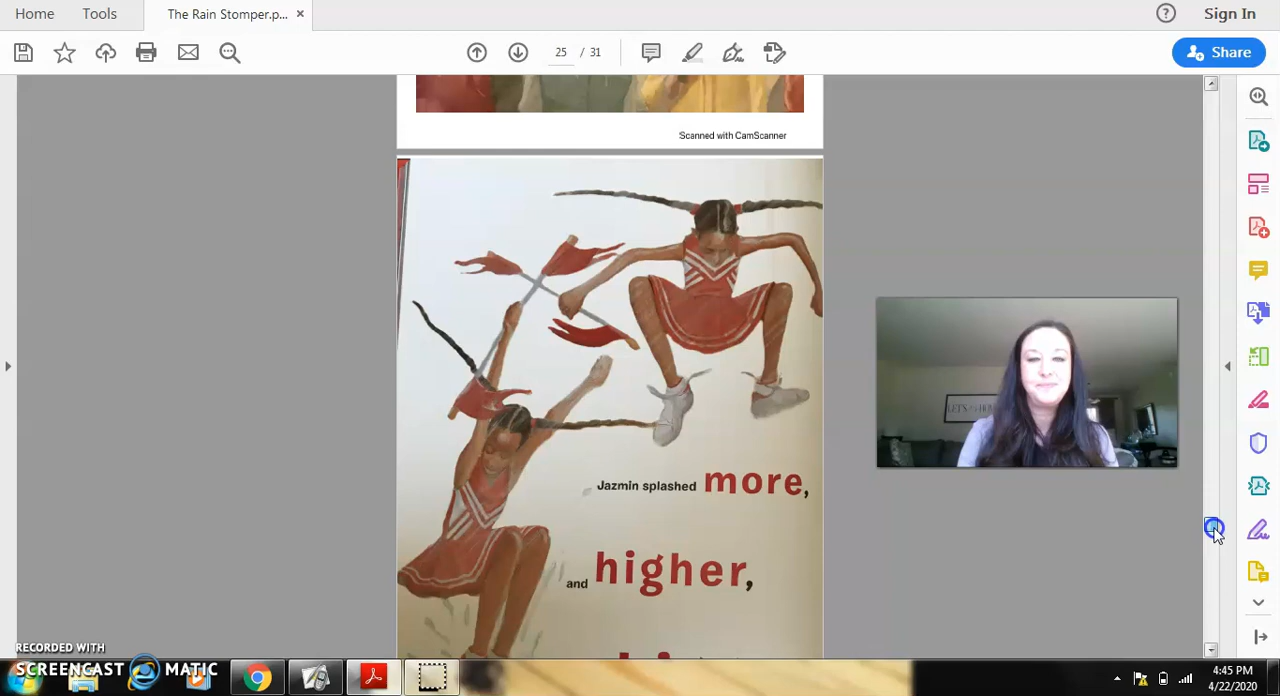 Home Tools The Rain Stomper.p... × Sign In
25 / 31 Share
Scanned with CamScanner
Jazmin splashed more,
and higher,
LET'S
RECORDED WITH
SCREENCAST MATIC
4:45 PM
4/22/2020